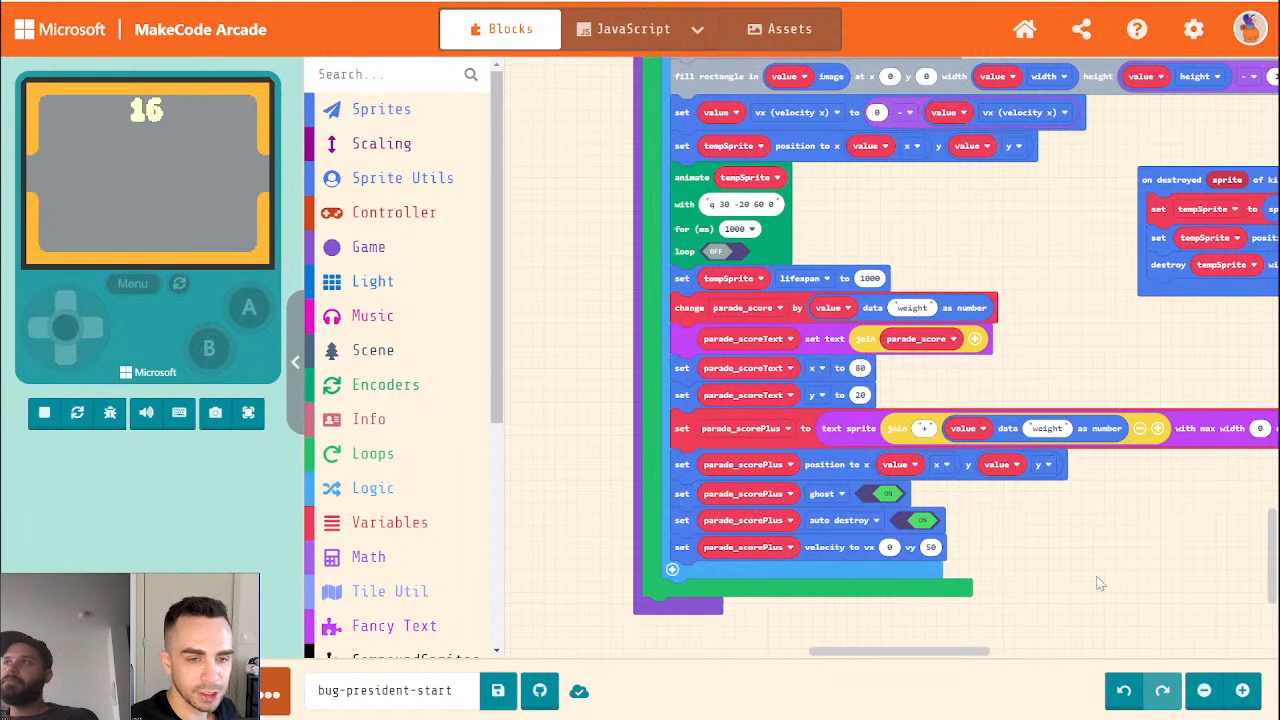 Microsoft MakeCode Arcade Blocks JavaScript Assets
16
Menu
A
B
Microsoft
Search...
Sprites
Scaling
Sprite Utils
Controller
Game
Light
Music
Scene
Encoders
Info
Loops
Logic
Variables
Math
Tile Util
Fancy Text
fill rectangle in value image at x 0 y 0 width value width height value height -
set value vx (velocity x) to 0 - value vx (velocity x)
set tempSprite position to x value x y value y
animate tempSprite
with "q 30 -20 60 0"
for (ms) 1000
loop OFF
set tempSprite lifespan to 1000
change parade_score by value data "weight" as number
parade_scoreText set text join parade_score
set parade_scoreText x to 80
set parade_scoreText y to 20
set parade_scorePlus to text sprite join "+" value data "weight" as number with max width 0
set parade_scorePlus position to x value x y value y
set parade_scorePlus ghost ON
set parade_scorePlus auto destroy ON
set parade_scorePlus velocity to vx 0 vy 50
on destroyed sprite of ki
set tempSprite to
set tempSprite posit
destroy tempSprite
bug-president-start